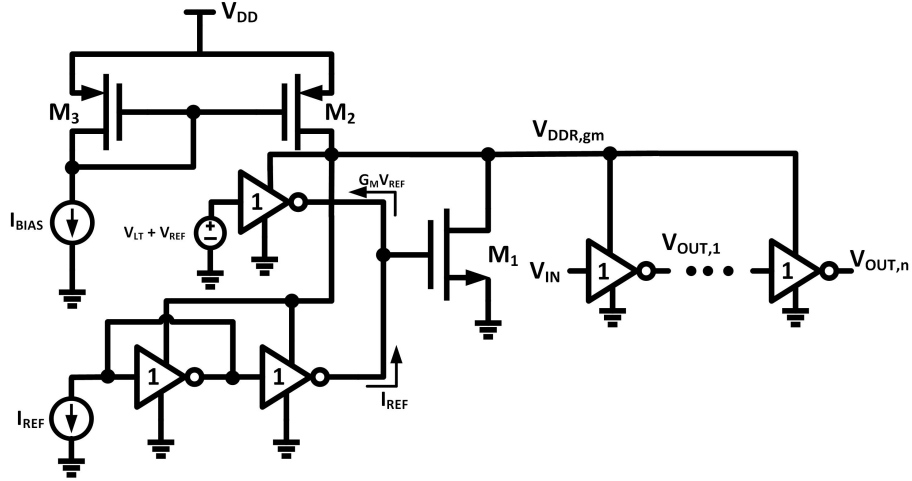 VDD
M3
M2
VDDR,gm
GMVREF
1
IBIAS
VLT + VREF
M1
VIN
1
VOUT,1
1
VOUT,n
1
1
IREF
IREF